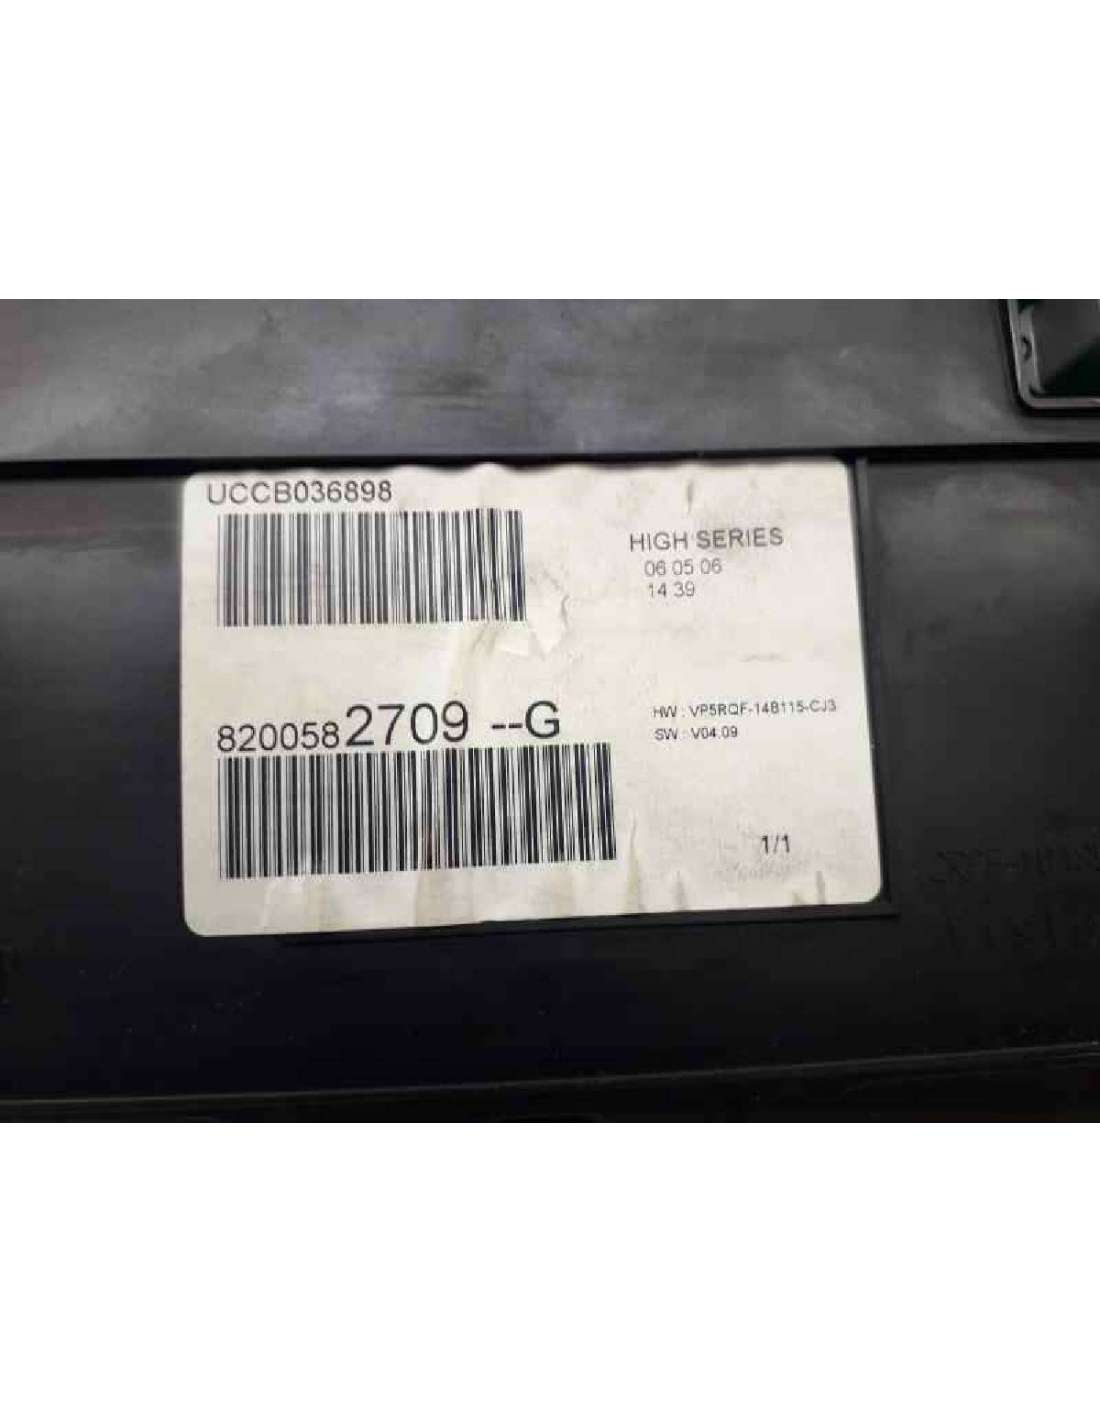 UCCB036898
HIGH SERIES
06 05 06
14 39
8200582709 --G
HW : VP5RQF-14B115-CJ3
SW : V04.09
1/1